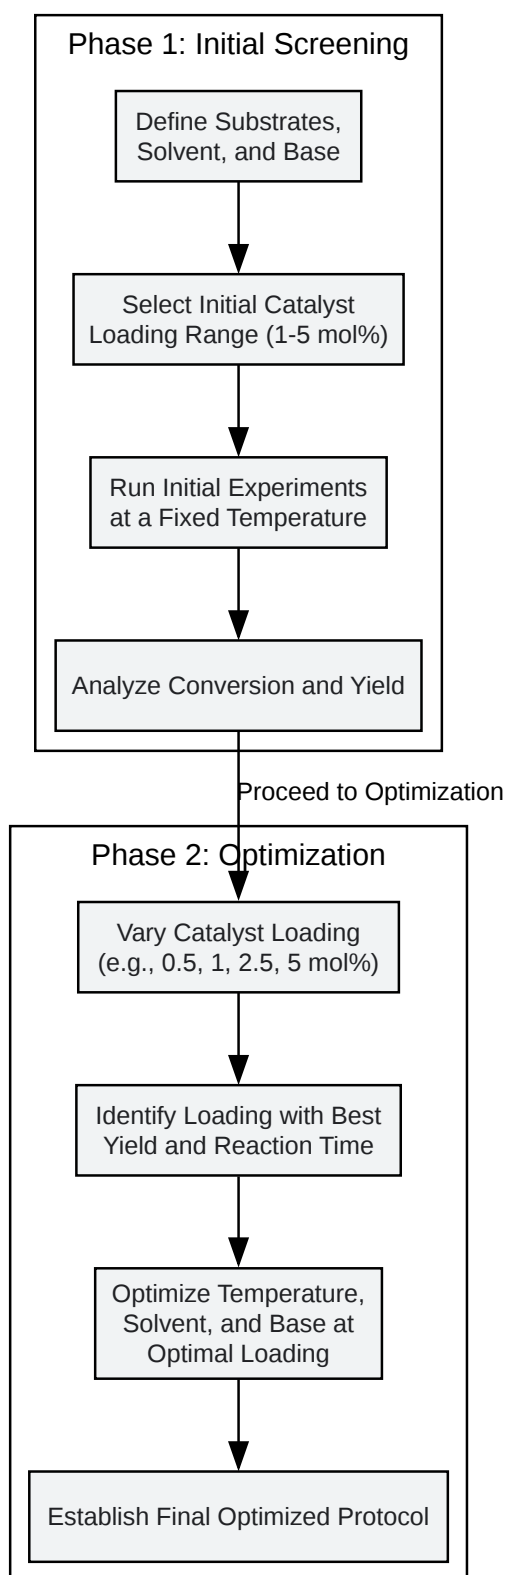 Phase 1: Initial Screening
Define Substrates,
Solvent, and Base
Select Initial Catalyst
Loading Range (1-5 mol%)
Run Initial Experiments
at a Fixed Temperature
Analyze Conversion and Yield
Proceed to Optimization
Phase 2: Optimization
Vary Catalyst Loading
(e.g., 0.5, 1, 2.5, 5 mol%)
Identify Loading with Best
Yield and Reaction Time
Optimize Temperature,
Solvent, and Base at
Optimal Loading
Establish Final Optimized Protocol